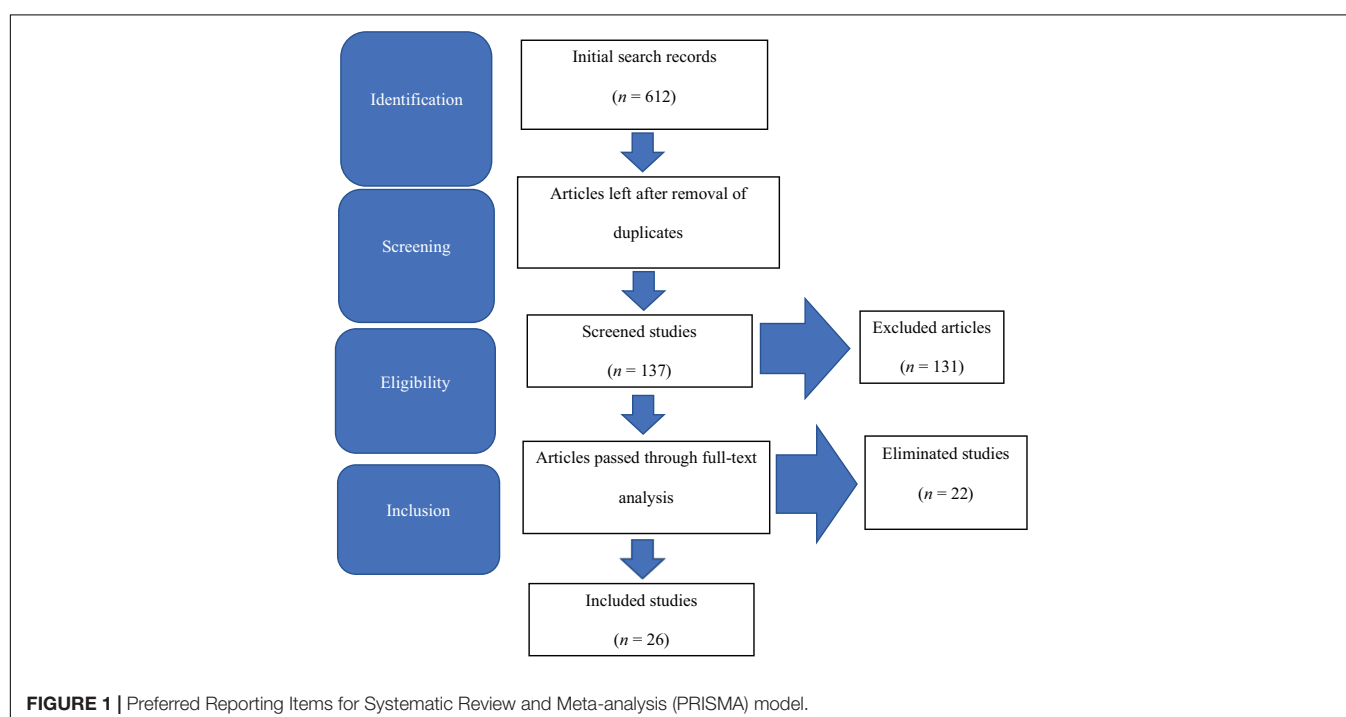 Identification
Initial search records
(n = 612)
Screening
Articles left after removal of
duplicates
Eligibility
Screened studies
(n = 137)
Excluded articles
(n = 131)
Inclusion
Articles passed through full-text
analysis
Eliminated studies
(n = 22)
Included studies
(n = 26)
FIGURE 1 | Preferred Reporting Items for Systematic Review and Meta-analysis (PRISMA) model.